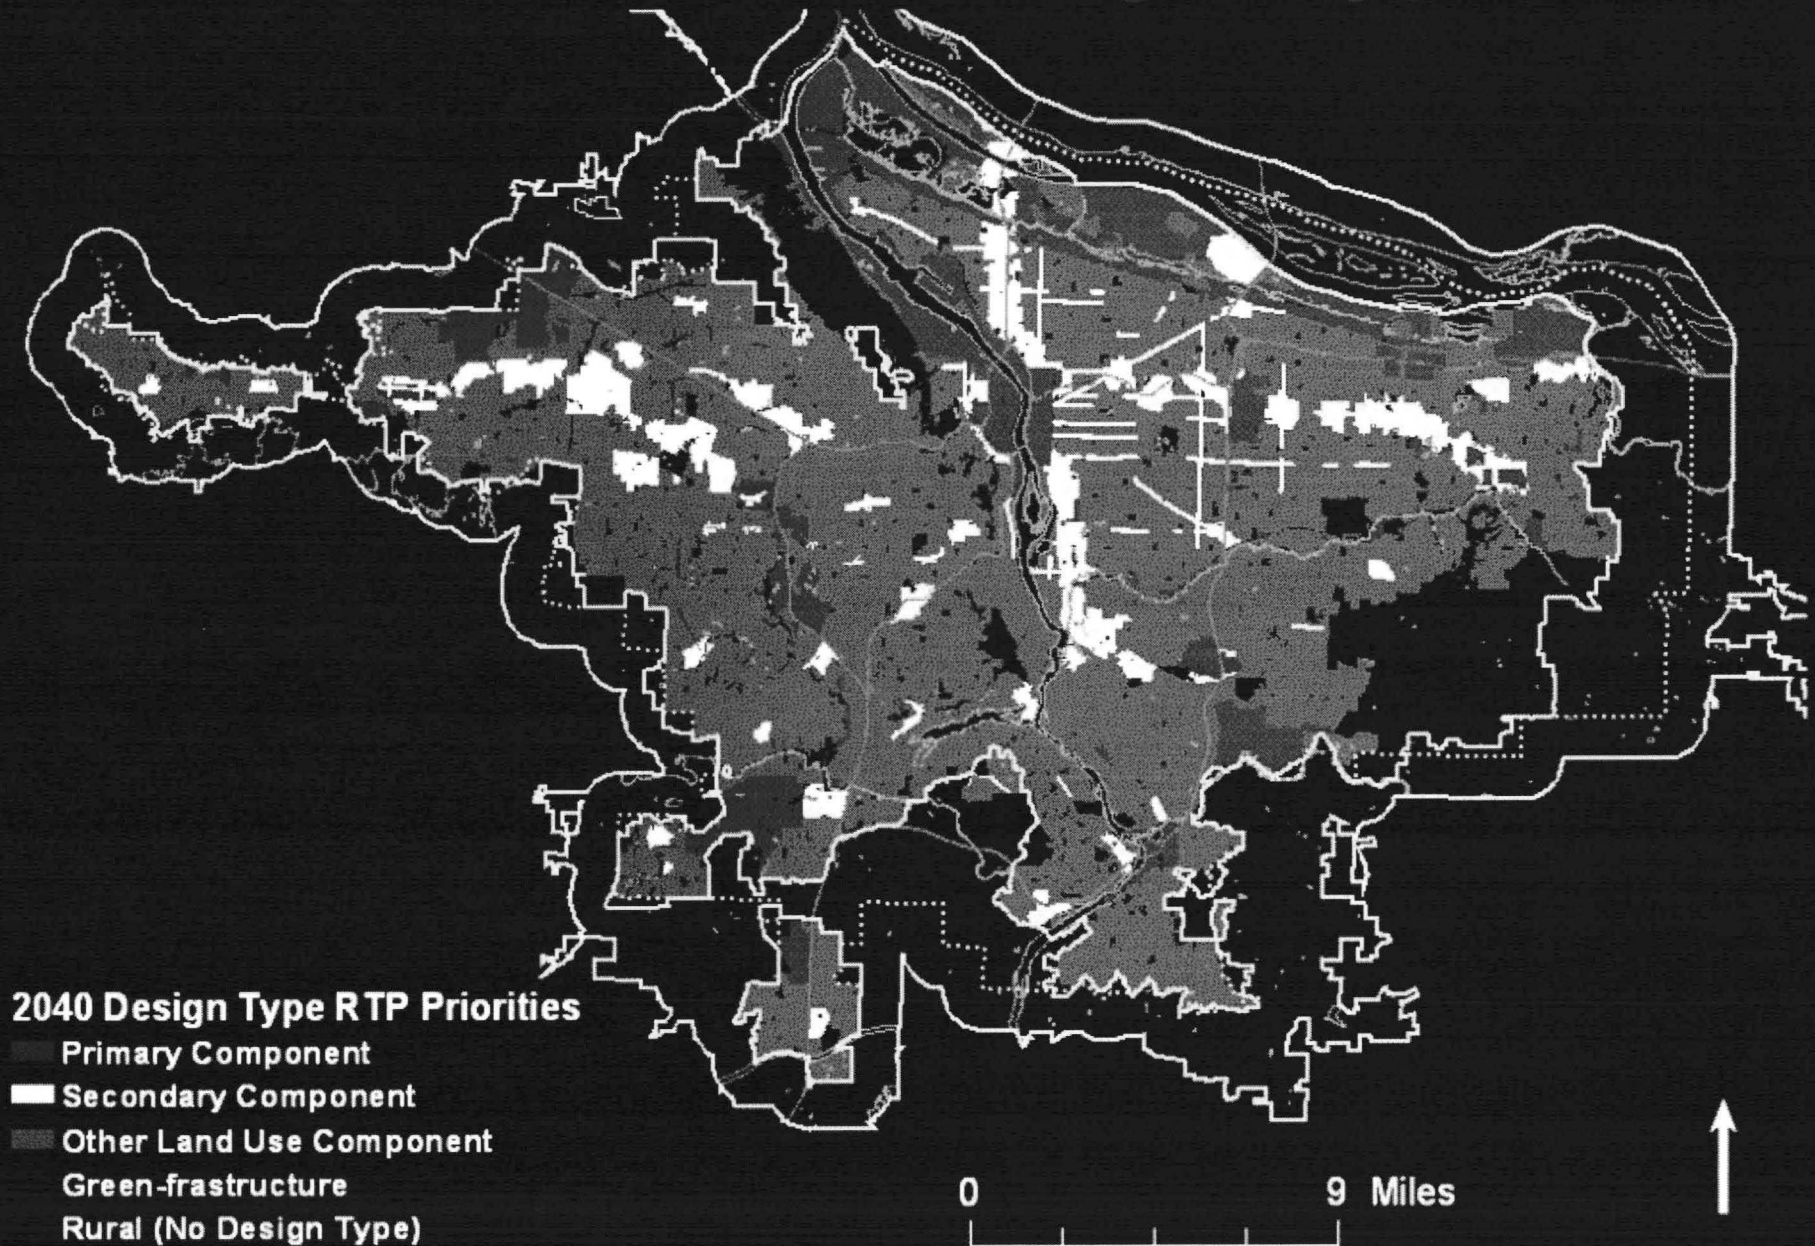 2040 Design Type RTP Priorities
Primary Component
Secondary Component
Other Land Use Component
Green-frastructure
Rural (No Design Type)
0 9 Miles